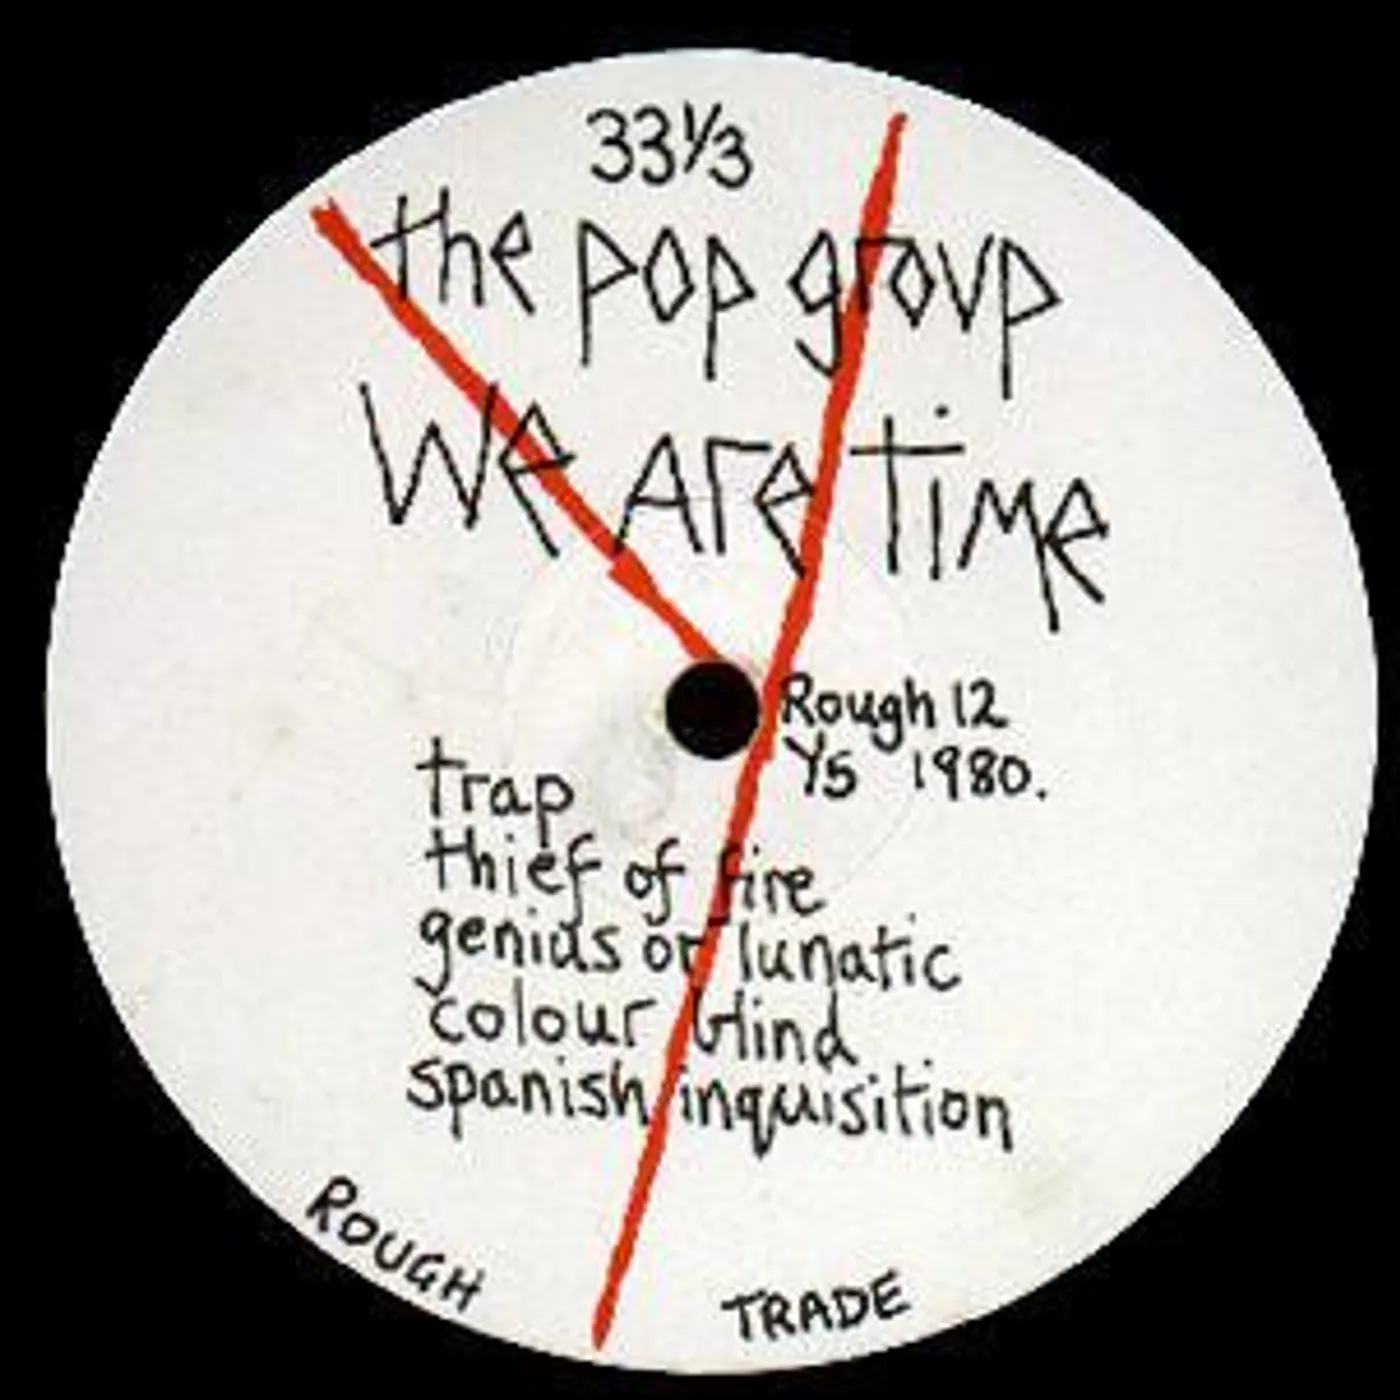 33⅓
the pop group
We Are Time
Rough 12
Y5 1980.
trap
thief of fire
genius or lunatic
colour blind
spanish inquisition
ROUGH TRADE